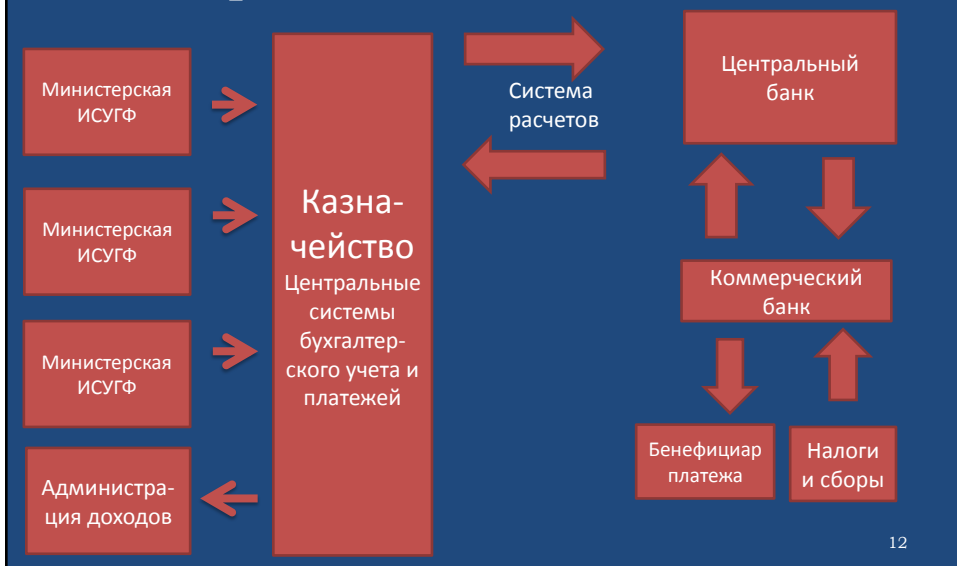 Министерская
ИСУГФ
Министерская
ИСУГФ
Министерская
ИСУГФ
Администра-
ция доходов
Казна-
чейство
Центральные
системы
бухгалтер-
ского учета и
платежей
Система
расчетов
Центральный
банк
Коммерческий
банк
Бенефициар
платежа
Налоги
и сборы
12